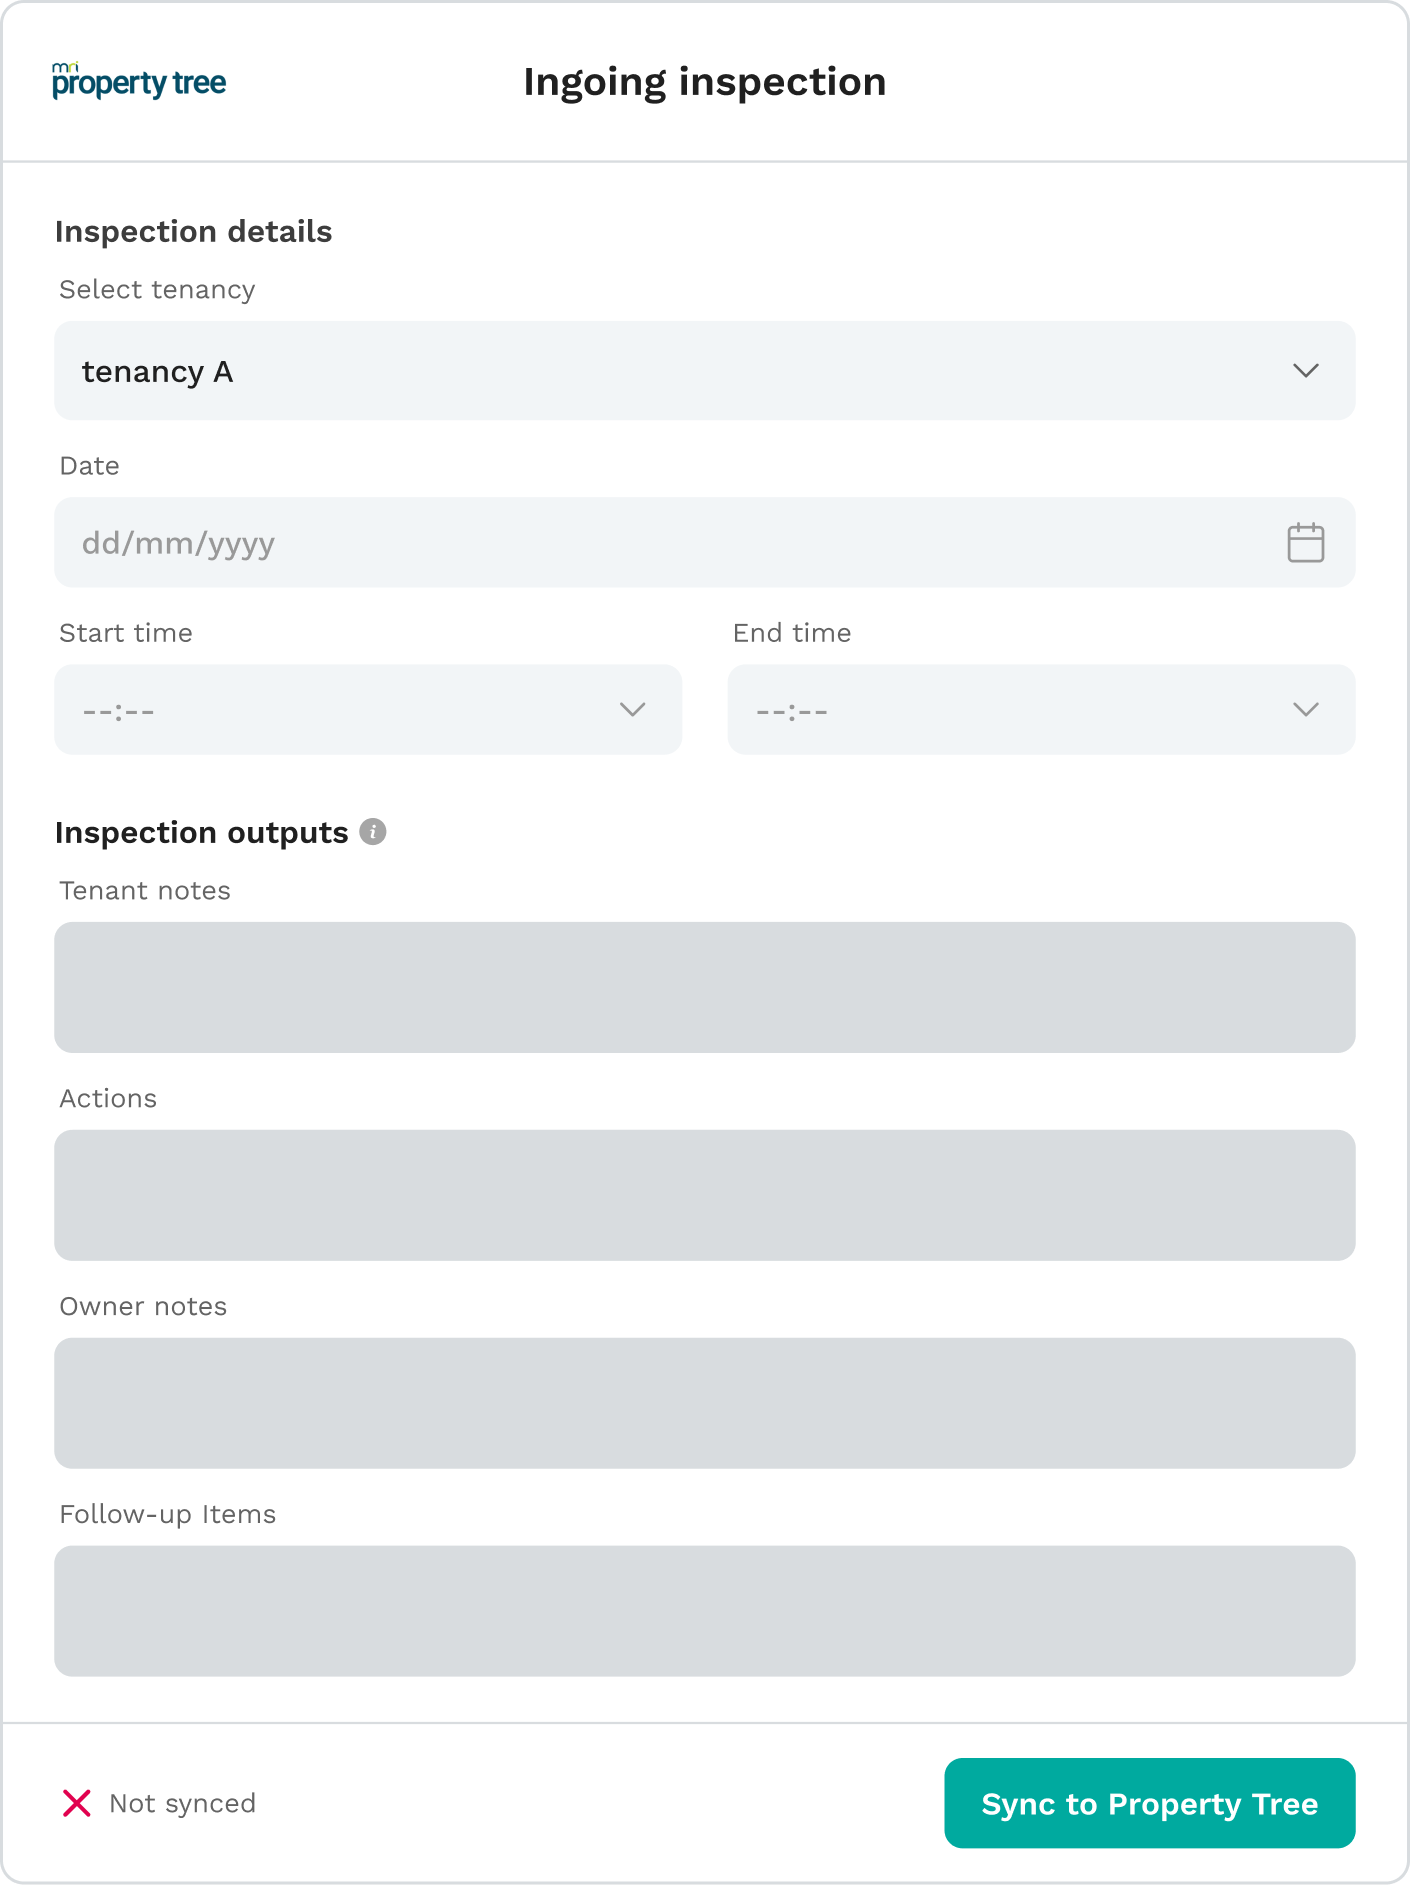 mri
property tree
Ingoing inspection
Inspection details
Select tenancy
tenancy A
Date
dd/mm/yyyy
Start time
End time
--:--
--:--
Inspection outputs i
Tenant notes
Actions
Owner notes
Follow-up Items
Not synced
Sync to Property Tree